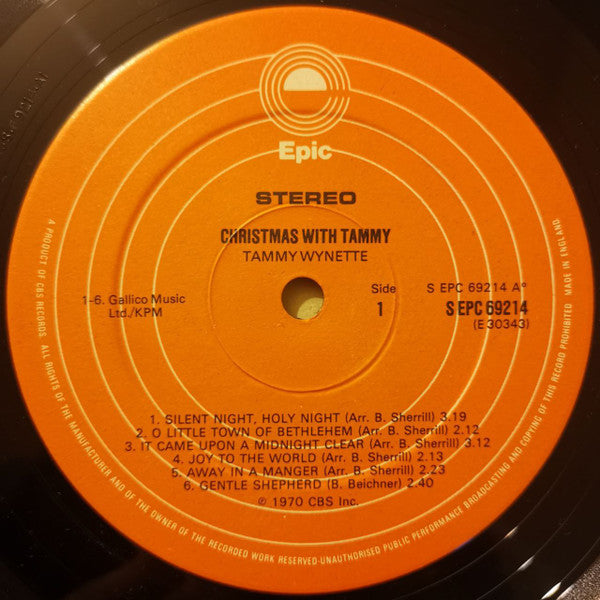 Epic
STEREO
CHRISTMAS WITH TAMMY
TAMMY WYNETTE
1-6. Gallico Music
Ltd./KPM
Side
1
S EPC 69214 A°
S EPC 69214
(E 30343)
1. SILENT NIGHT, HOLY NIGHT (Arr. B. Sherrill) 3.19
2. O LITTLE TOWN OF BETHLEHEM (Arr. B. Sherrill) 2.12
3. IT CAME UPON A MIDNIGHT CLEAR (Arr. B. Sherrill) 3.12
4. JOY TO THE WORLD (Arr. B. Sherrill) 2.13
5. AWAY IN A MANGER (Arr. B. Sherrill) 2.23
6. GENTLE SHEPHERD (B. Beichner) 2.40
℗ 1970 CBS Inc.
A PRODUCT OF CBS RECORDS. ALL RIGHTS OF THE MANUFACTURER AND OF THE OWNER OF THE RECORDED WORK RESERVED-UNAUTHORISED PUBLIC PERFORMANCE BROADCASTING AND COPYING OF THIS RECORD PROHIBITED. MADE IN ENGLAND.